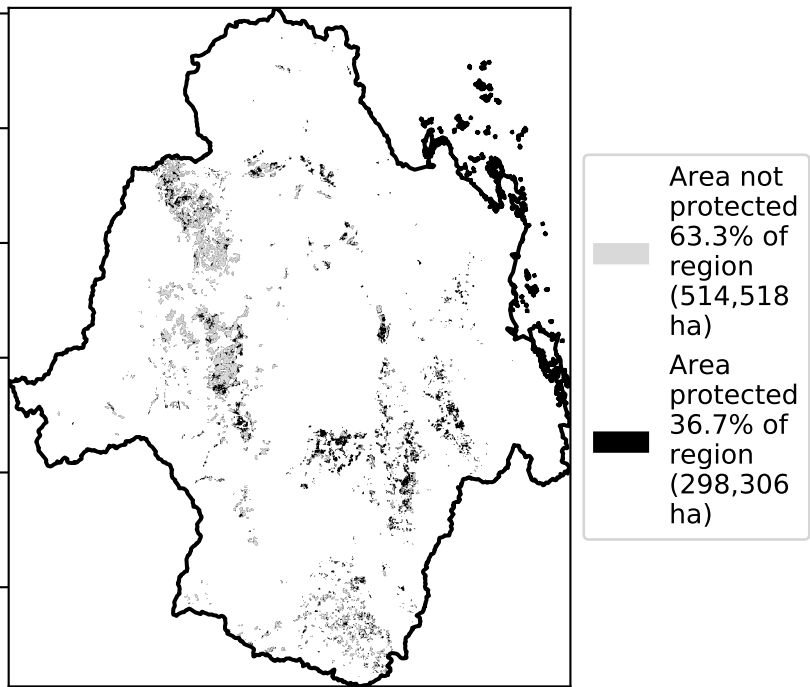 Area not
protected
63.3% of
region
(514,518
ha)
Area
protected
36.7% of
region
(298,306
ha)